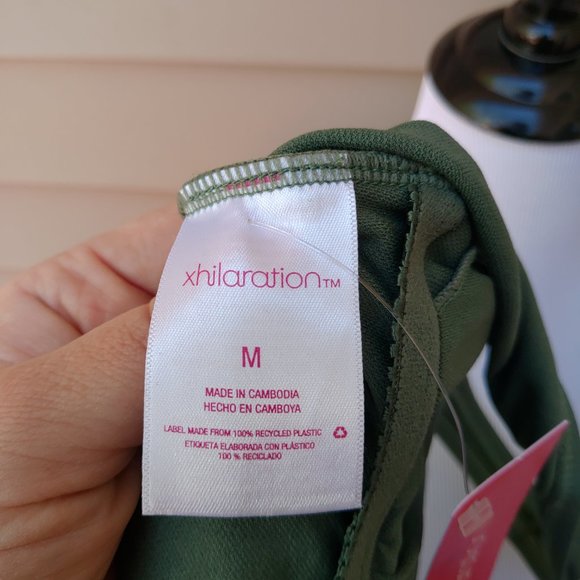 xhilaration™
M
MADE IN CAMBODIA
HECHO EN CAMBOYA
LABEL MADE FROM 100% RECYCLED PLASTIC
ETIQUETA ELABORADA CON PLÁSTICO
100 % RECICLADO